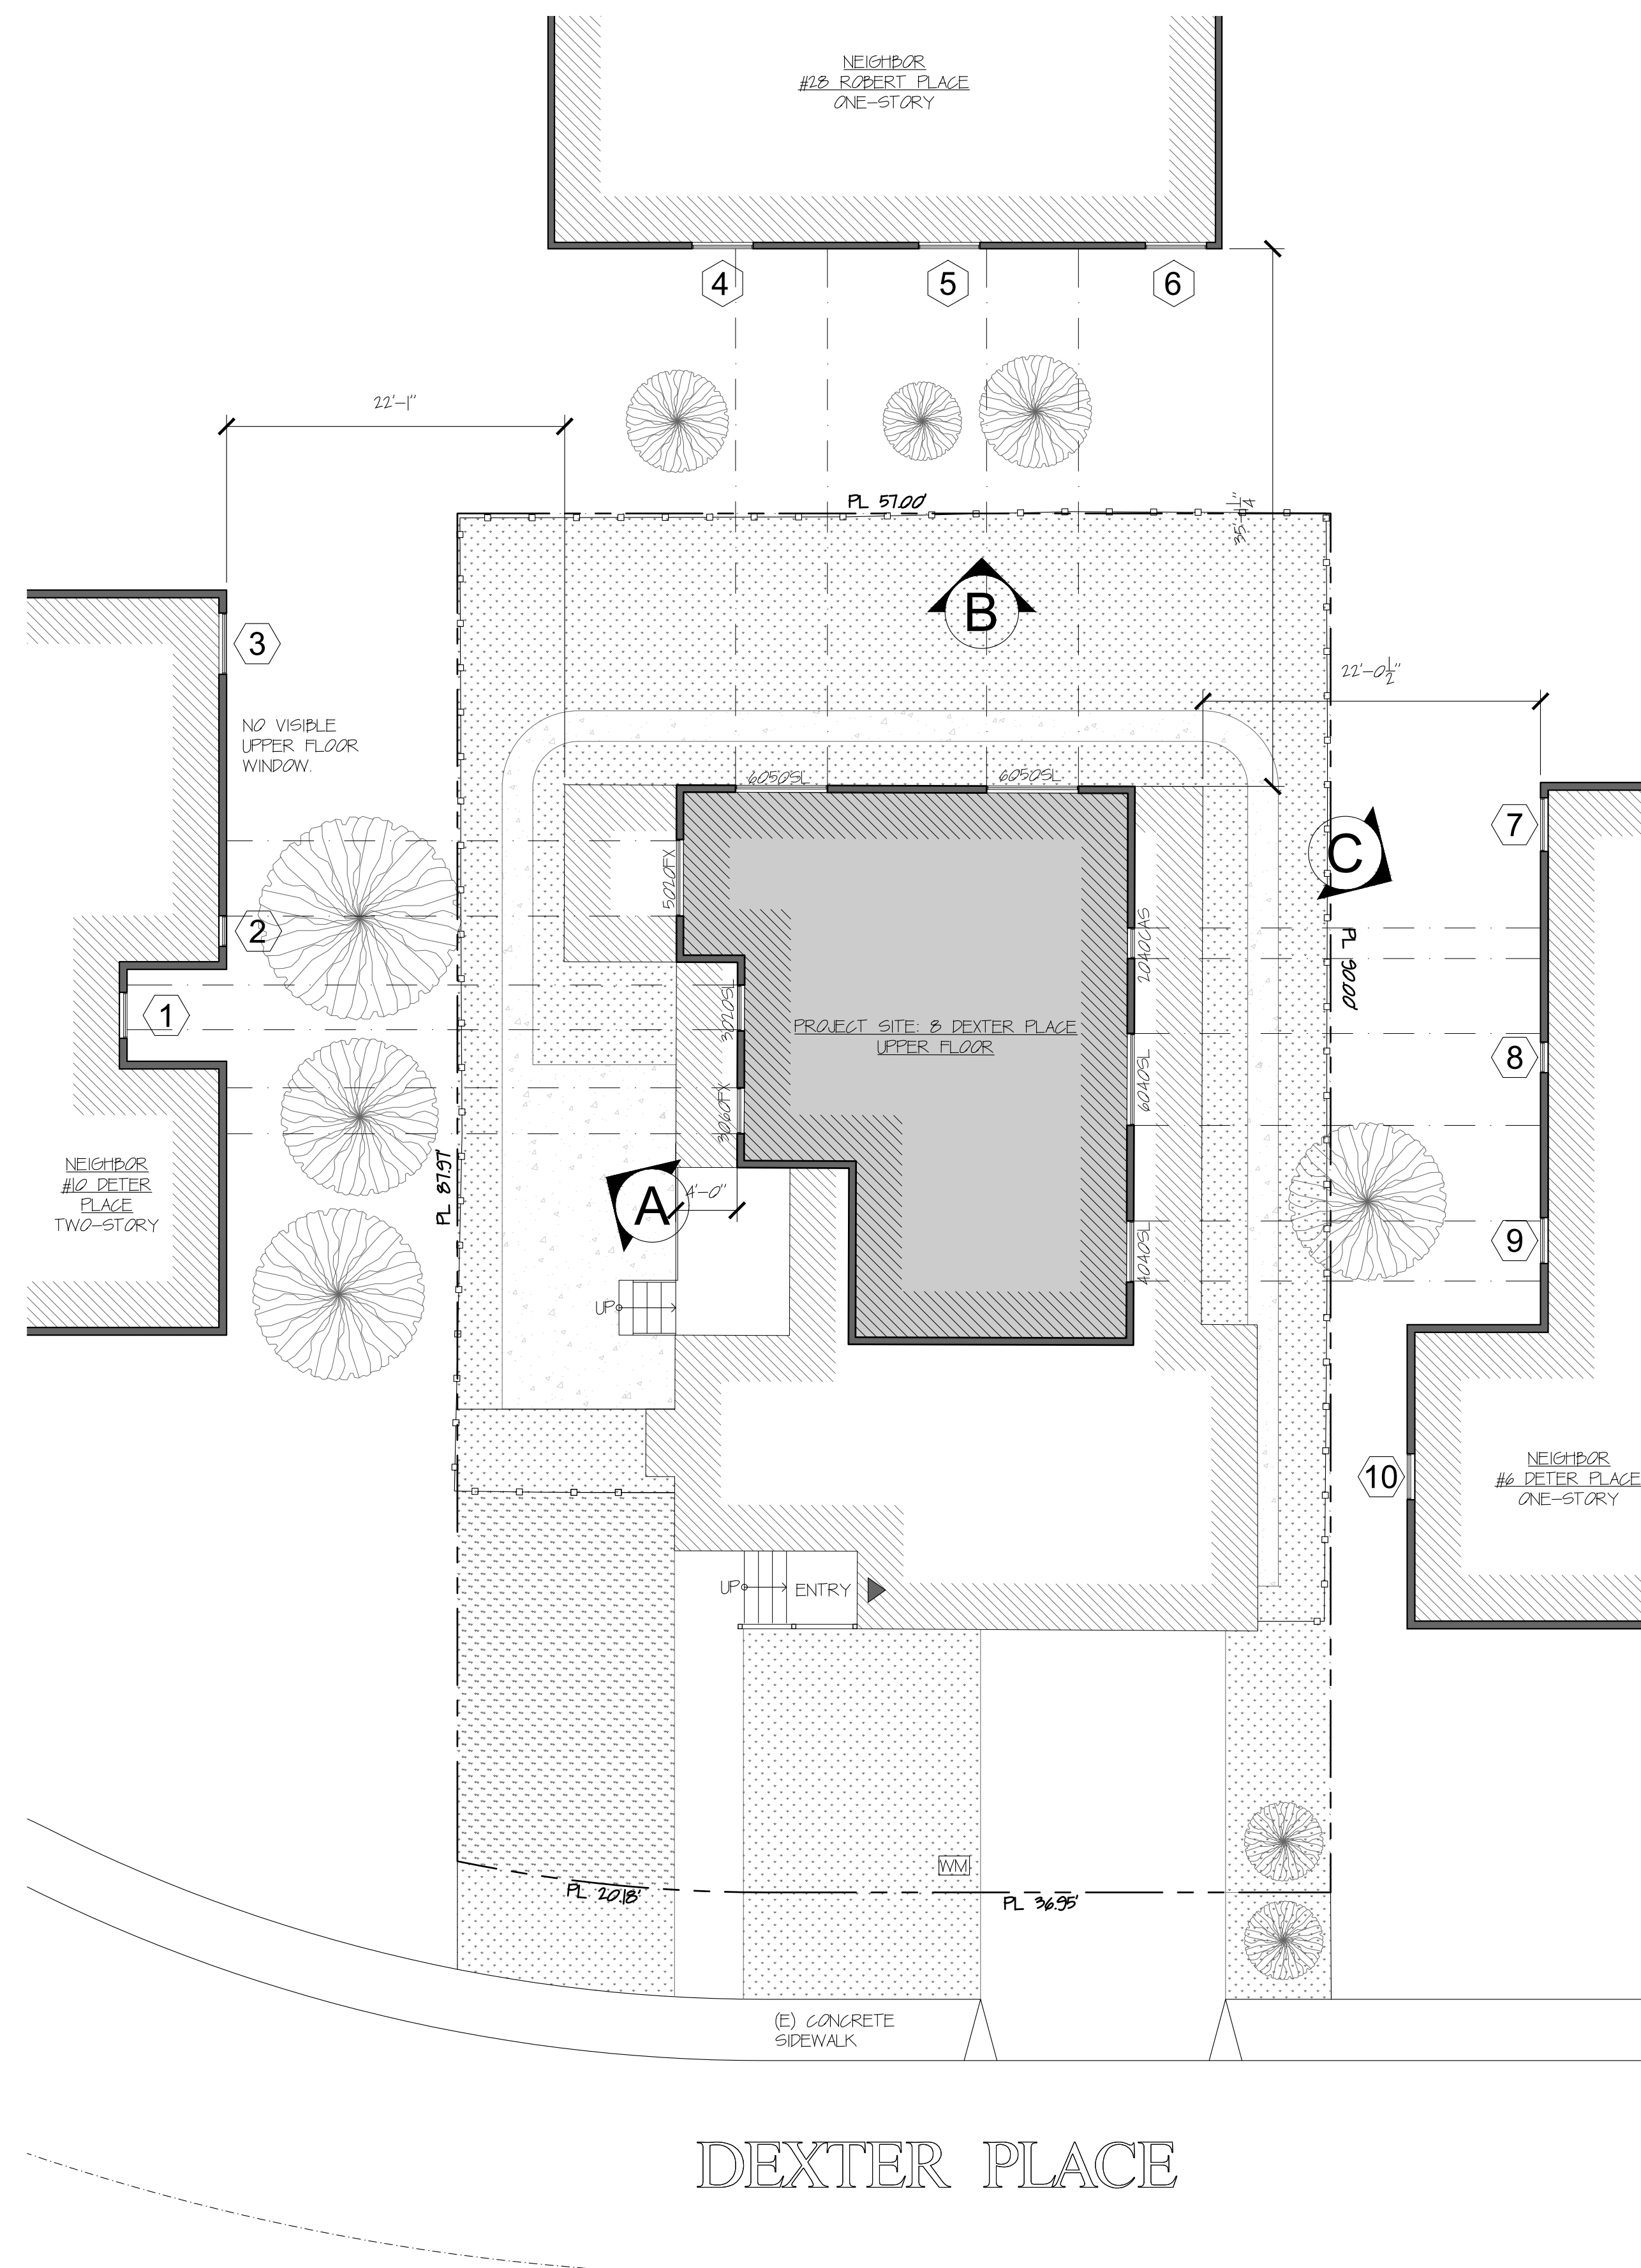 NEIGHBOR
#28 ROBERT PLACE
ONE-STORY
4
5
6
22'-1"
PL 57.00'
B
3
22'-0 1/2"
NO VISIBLE
UPPER FLOOR
WINDOW.
6050SL
6050SL
7
C
5020FX
2
2040CAS
PL 90.00'
1
3020SL
PROJECT SITE: 8 DEXTER PLACE
UPPER FLOOR
8
6040SL
3060FX
NEIGHBOR
#10 DETER
PLACE
TWO-STORY
PL 87.97'
A
4'-0"
9
4040SL
UP
10
NEIGHBOR
#6 DETER PLACE
ONE-STORY
UP
ENTRY
WM
PL 20.18'
PL 36.95'
(E) CONCRETE
SIDEWALK
DEXTER PLACE